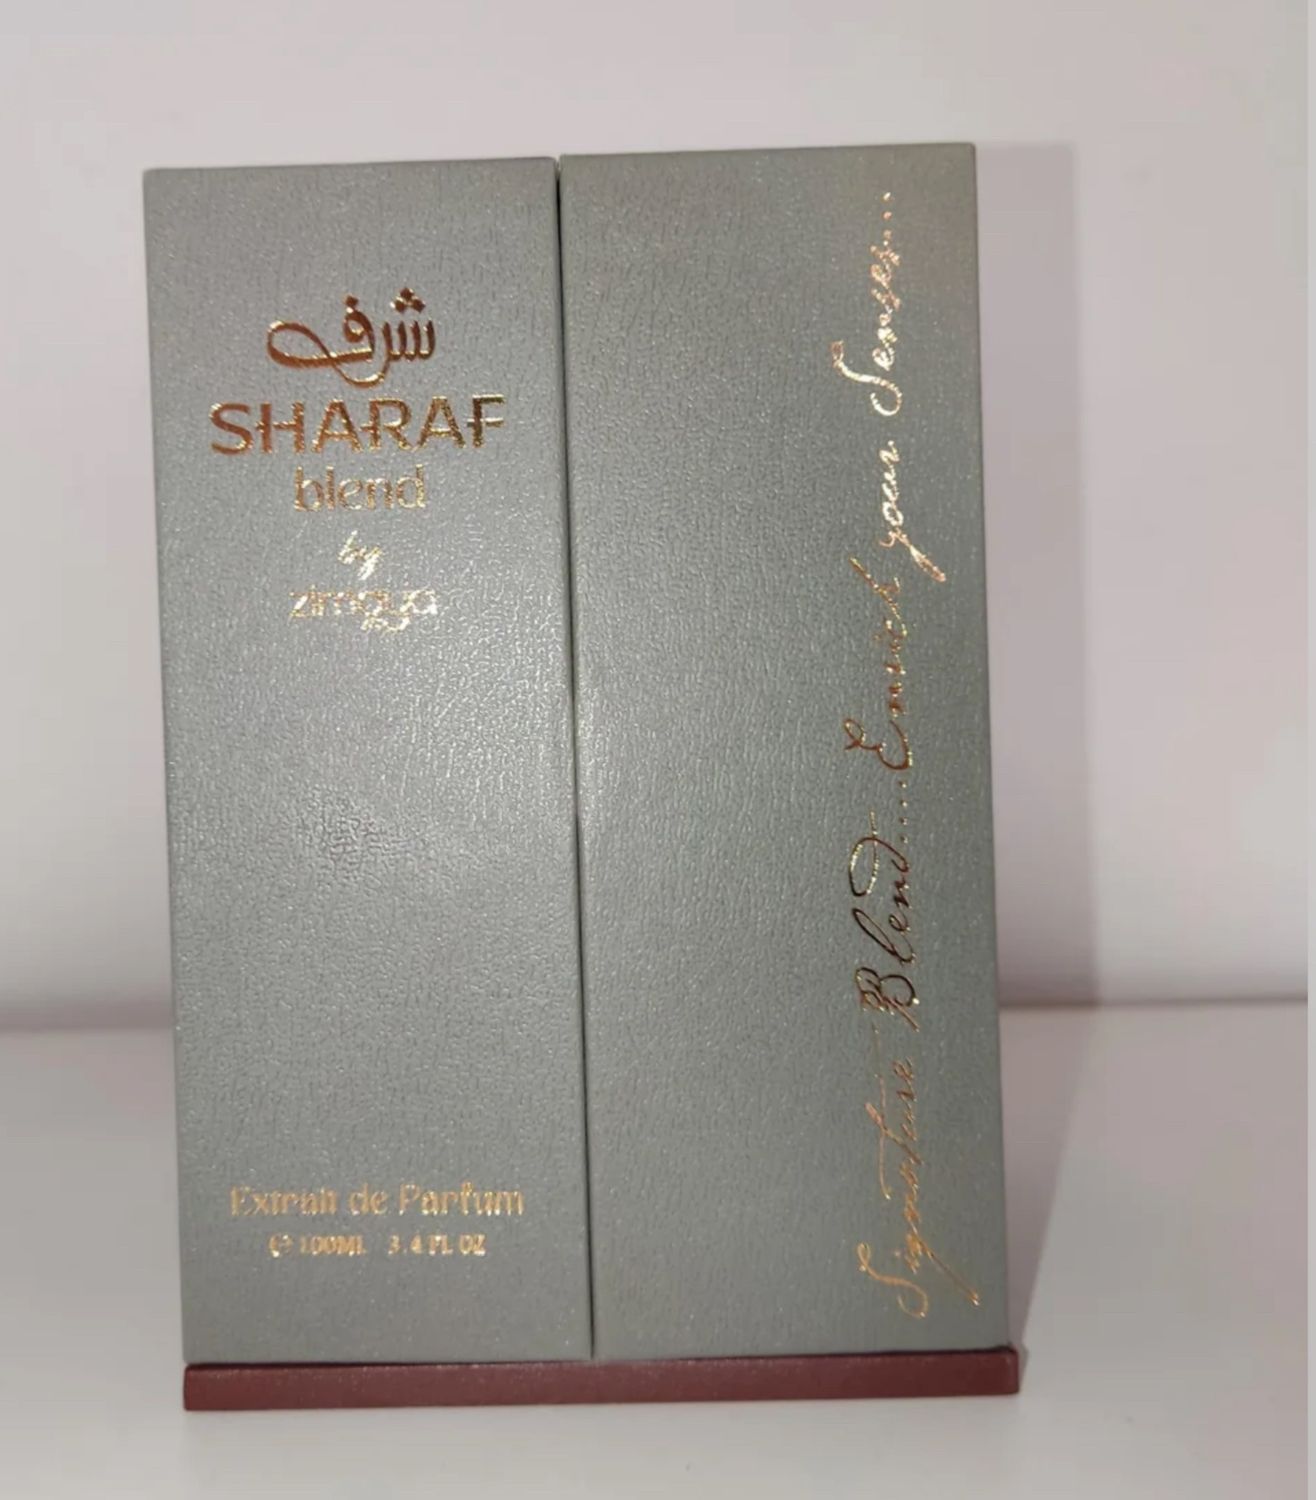 شرف
SHARAF
blend
by
zimaya
Extrait de Parfum
℮ 100ML 3.4 FL OZ
Signature Blend....Enrich your Senses...